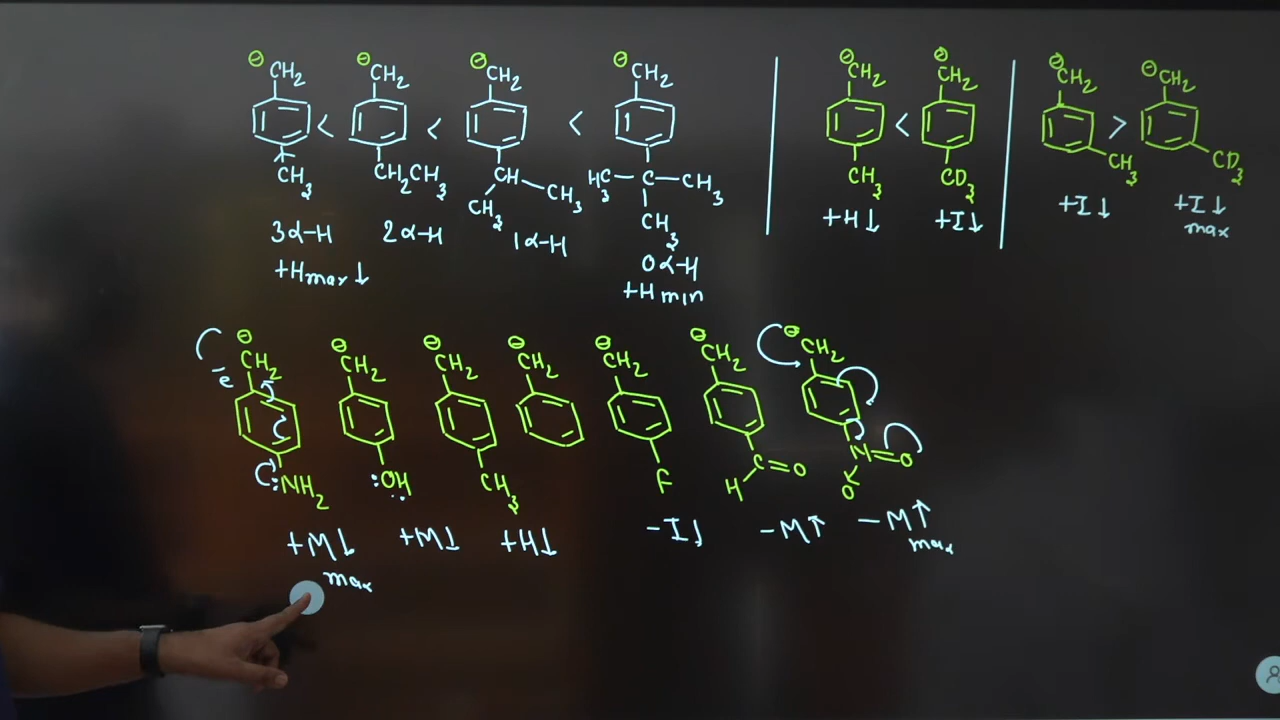 ⊖CH2 ⊖CH2 ⊖CH2 ⊖CH2 ⊖CH2 ⊖CH2 ⊖CH2 ⊖CH2
< < < < >
CH3 CH2CH3 CH—CH3 H3C—C—CH3 CH3 CD3 CH3 CD3
CH3 CH3
3α-H 2α-H 1α-H 0α-H +H↓ +I↓ +I↓ +I↓
max
+Hmax↓ +H min
⊖CH2 ⊖CH2 ⊖CH2 ⊖CH2 ⊖CH2 ⊖CH2 ⊖CH2
-e
:NH2 :OH CH3 F H C=O N=O
O
+M↓ +M↓ +H↓ -I↓ -M↑ -M↑
max max